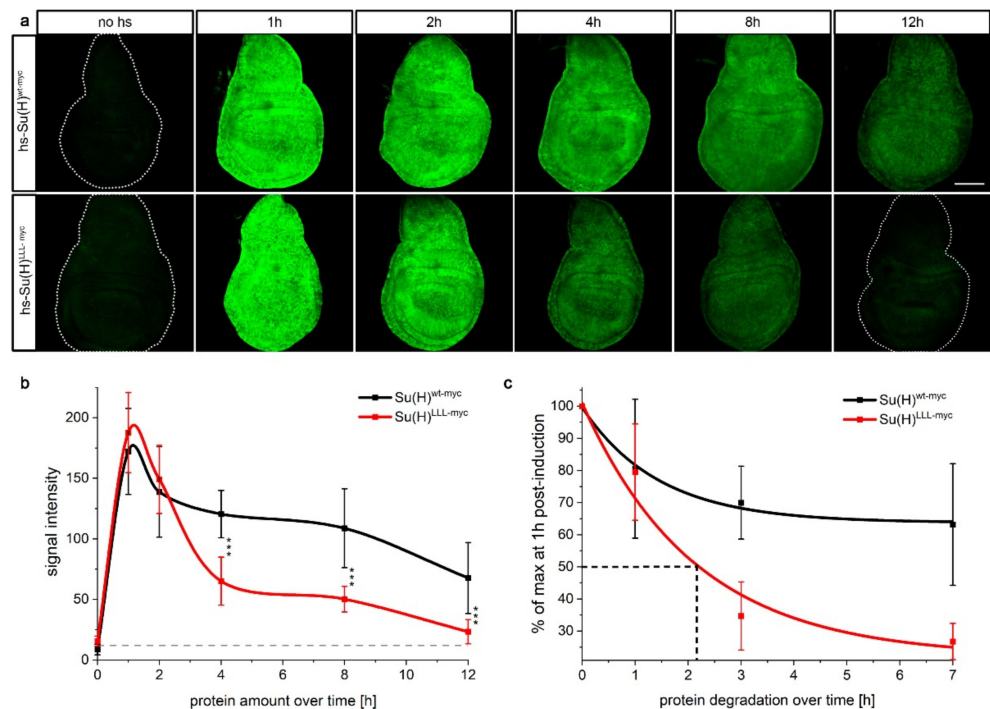 a
no hs 1h 2h 4h 8h 12h
hs-Su(H)wt-myc
hs-Su(H)LLL- myc
b
Su(H)wt-myc
Su(H)LLL-myc
signal intensity
250
200
150
100
50
0
***
***
***
0 2 4 6 8 10 12
protein amount over time [h]
c
Su(H)wt-myc
Su(H)LLL-myc
% of max at 1h post-induction
100
90
80
70
60
50
40
30
0 1 2 3 4 5 6 7
protein degradation over time [h]